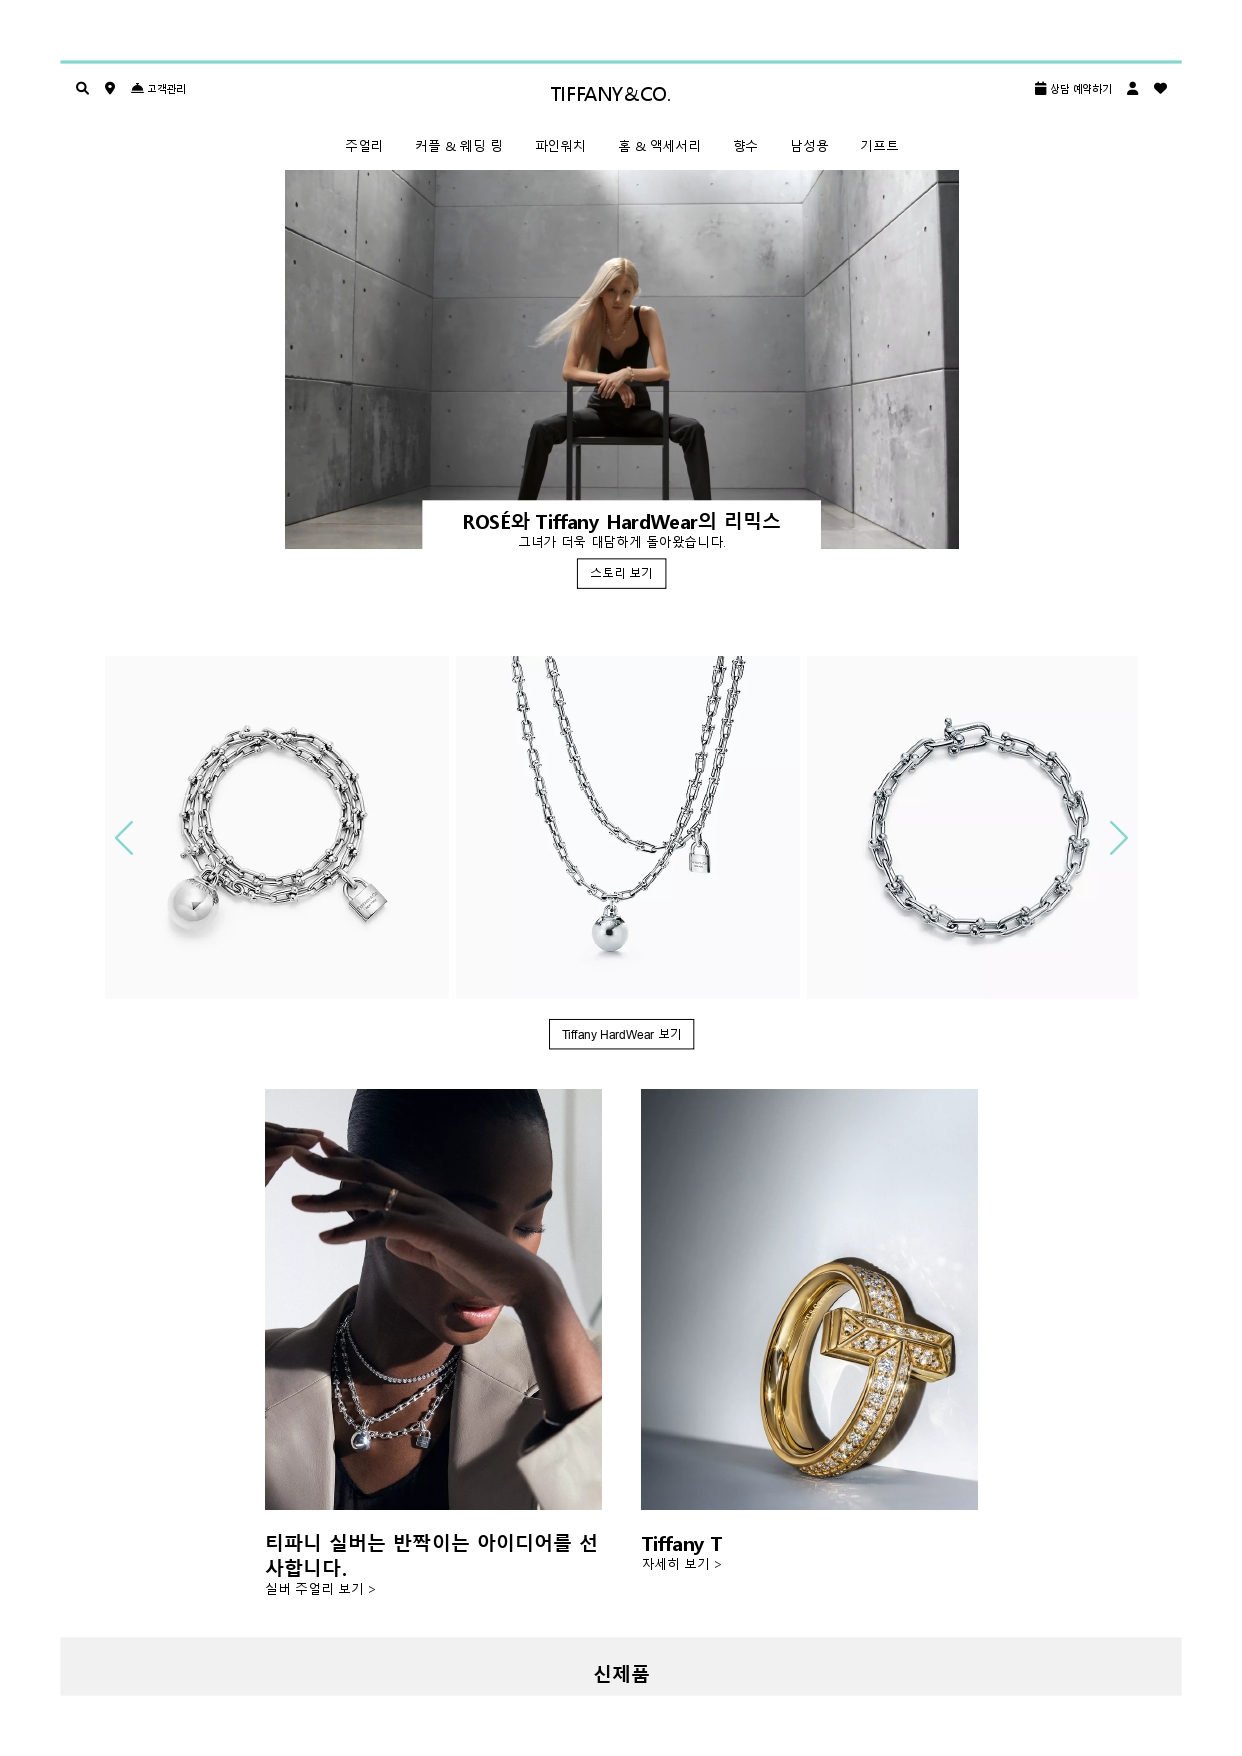 고객관리
TIFFANY&CO.
상담 예약하기
주얼리 커플 & 웨딩 링 파인워치 홈 & 액세서리 향수 남성용 기프트
ROSÉ와 Tiffany HardWear의 리믹스
그녀가 더욱 대담하게 돌아왔습니다.
스토리 보기
Tiffany HardWear 보기
티파니 실버는 반짝이는 아이디어를 선
사합니다.
실버 주얼리 보기 >
Tiffany T
자세히 보기 >
신제품